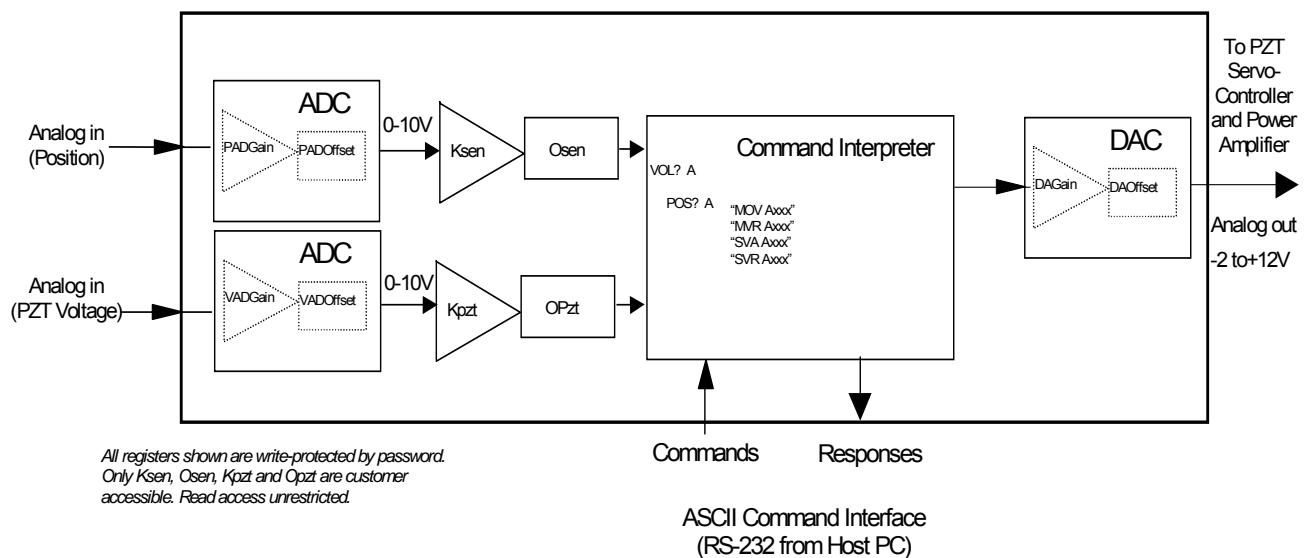 Analog in
(Position)
ADC
PADGain
PADOffset
0-10V
Ksen
Osen
Analog in
(PZT Voltage)
ADC
VADGain
VADOffset
0-10V
Kpzt
OPzt
Command Interpreter
VOL? A
POS? A
“MOV Axxx”
“MVR Axxx”
“SVA Axxx”
“SVR Axxx”
DAC
DAGain
DAOffset
To PZT
Servo-
Controller
and Power
Amplifier
Analog out
-2 to+12V
Commands
Responses
All registers shown are write-protected by password.
Only Ksen, Osen, Kpzt and Opzt are customer
accessible. Read access unrestricted.
ASCII Command Interface
(RS-232 from Host PC)